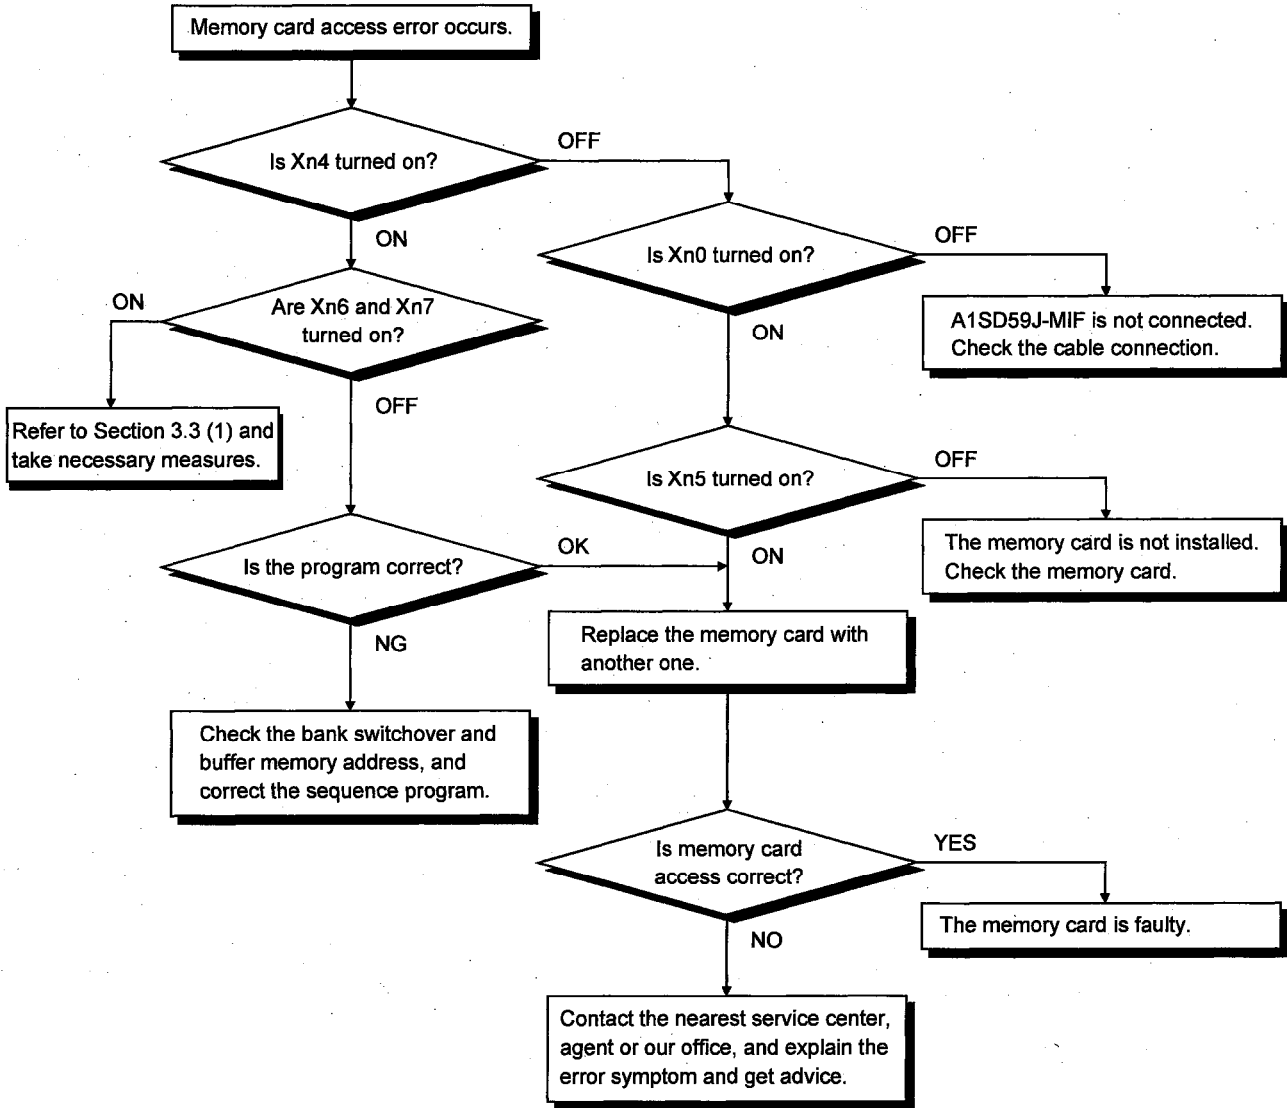 Memory card access error occurs.
Is Xn4 turned on?
OFF
ON
Is Xn0 turned on?
OFF
ON
Are Xn6 and Xn7
turned on?
ON
OFF
A1SD59J-MIF is not connected.
Check the cable connection.
Refer to Section 3.3 (1) and
take necessary measures.
Is Xn5 turned on?
OFF
ON
The memory card is not installed.
Check the memory card.
Is the program correct?
OK
NG
Replace the memory card with
another one.
Check the bank switchover and
buffer memory address, and
correct the sequence program.
Is memory card
access correct?
YES
NO
The memory card is faulty.
Contact the nearest service center,
agent or our office, and explain the
error symptom and get advice.